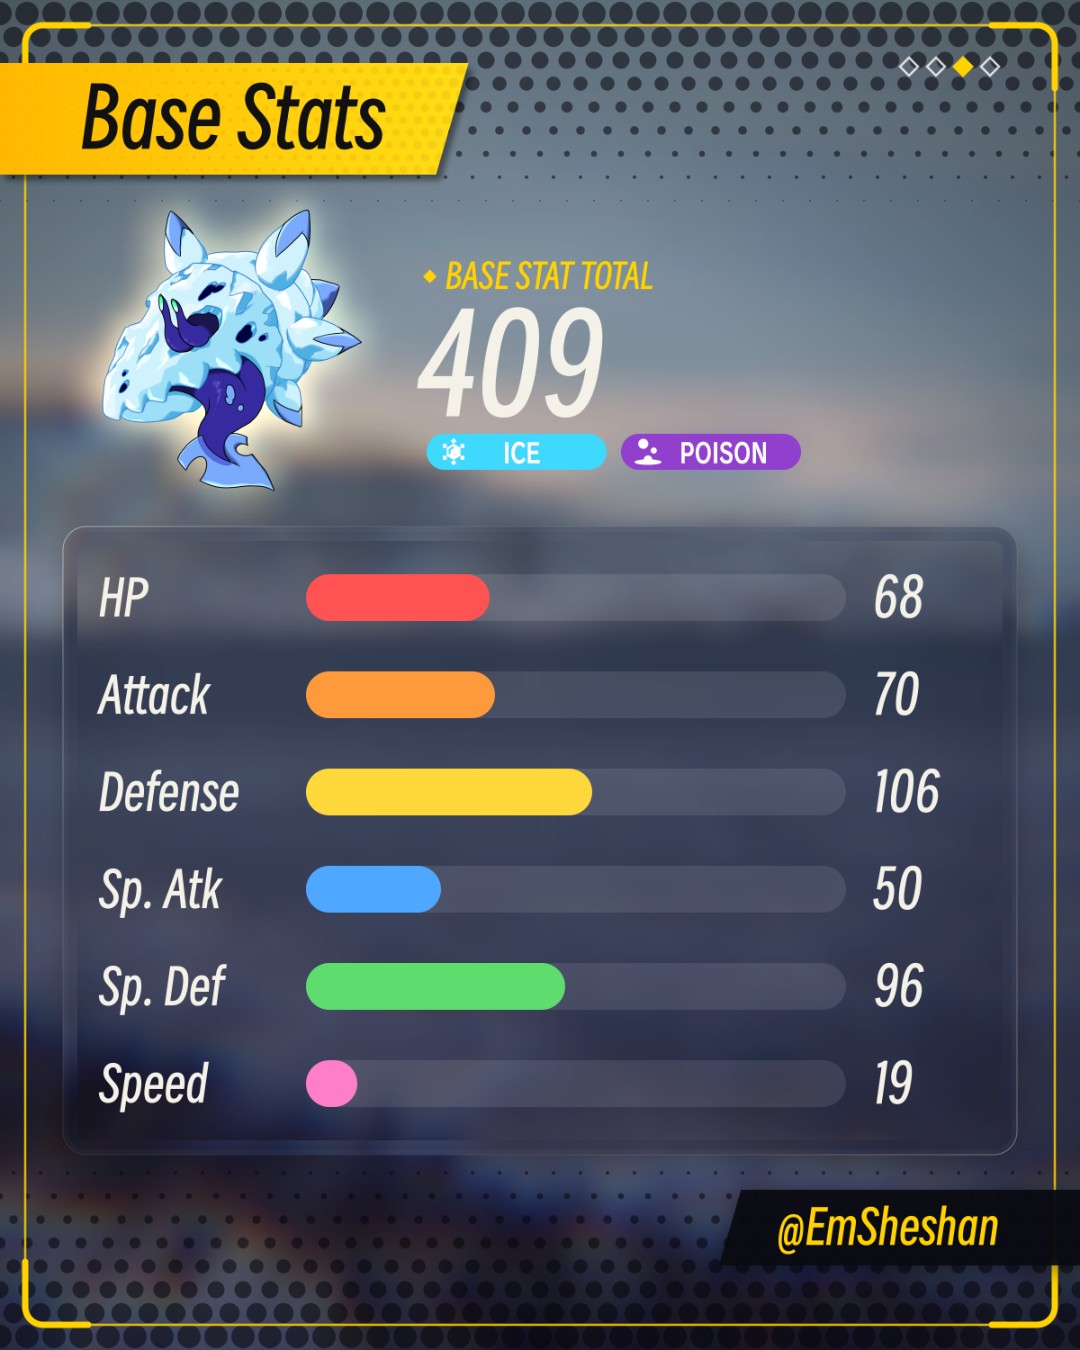 Base Stats
BASE STAT TOTAL
409
ICE POISON
HP 68
Attack 70
Defense 106
Sp. Atk 50
Sp. Def 96
Speed 19
@EmSheshan